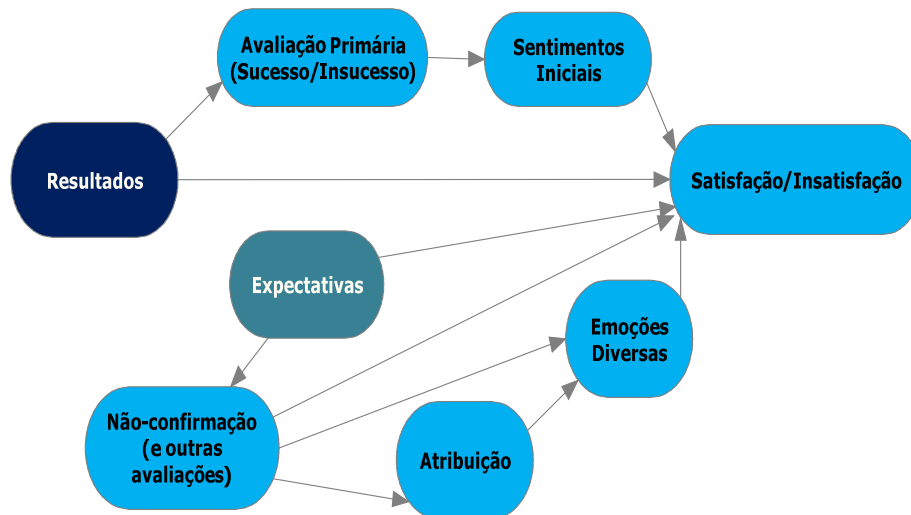 Avaliação Primária
(Sucesso/Insucesso)
Sentimentos
Iniciais
Resultados
Satisfação/Insatisfação
Expectativas
Emoções
Diversas
Não-confirmação
(e outras
avaliações)
Atribuição